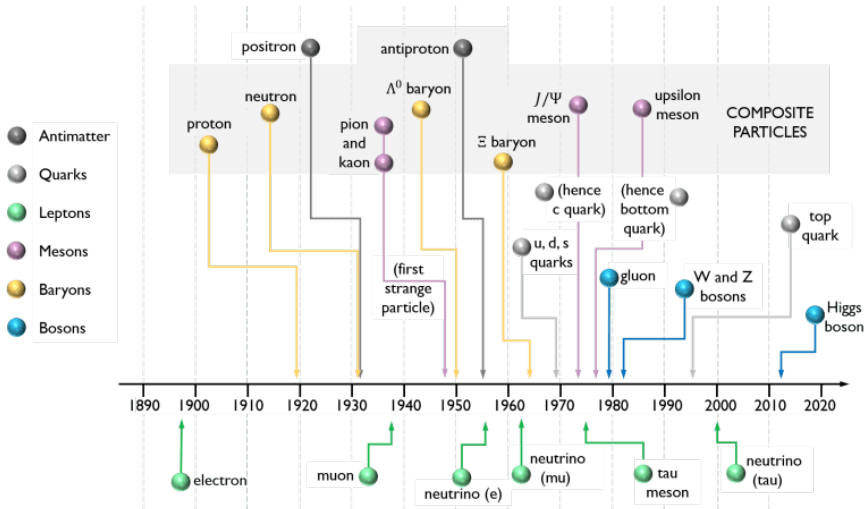 positron
antiproton
Λ⁰ baryon
J/Ψ
meson
upsilon
meson
neutron
proton
pion
and
kaon
Ξ baryon
COMPOSITE
PARTICLES
Antimatter
Quarks
Leptons
Mesons
Baryons
Bosons
(hence
c quark)
(hence
bottom
quark)
top
quark
u, d, s
quarks
(first
strange
particle)
gluon
W and Z
bosons
Higgs
boson
1890 1900 1910 1920 1930 1940 1950 1960 1970 1980 1990 2000 2010 2020
electron
muon
neutrino (e)
neutrino
(mu)
tau
meson
neutrino
(tau)